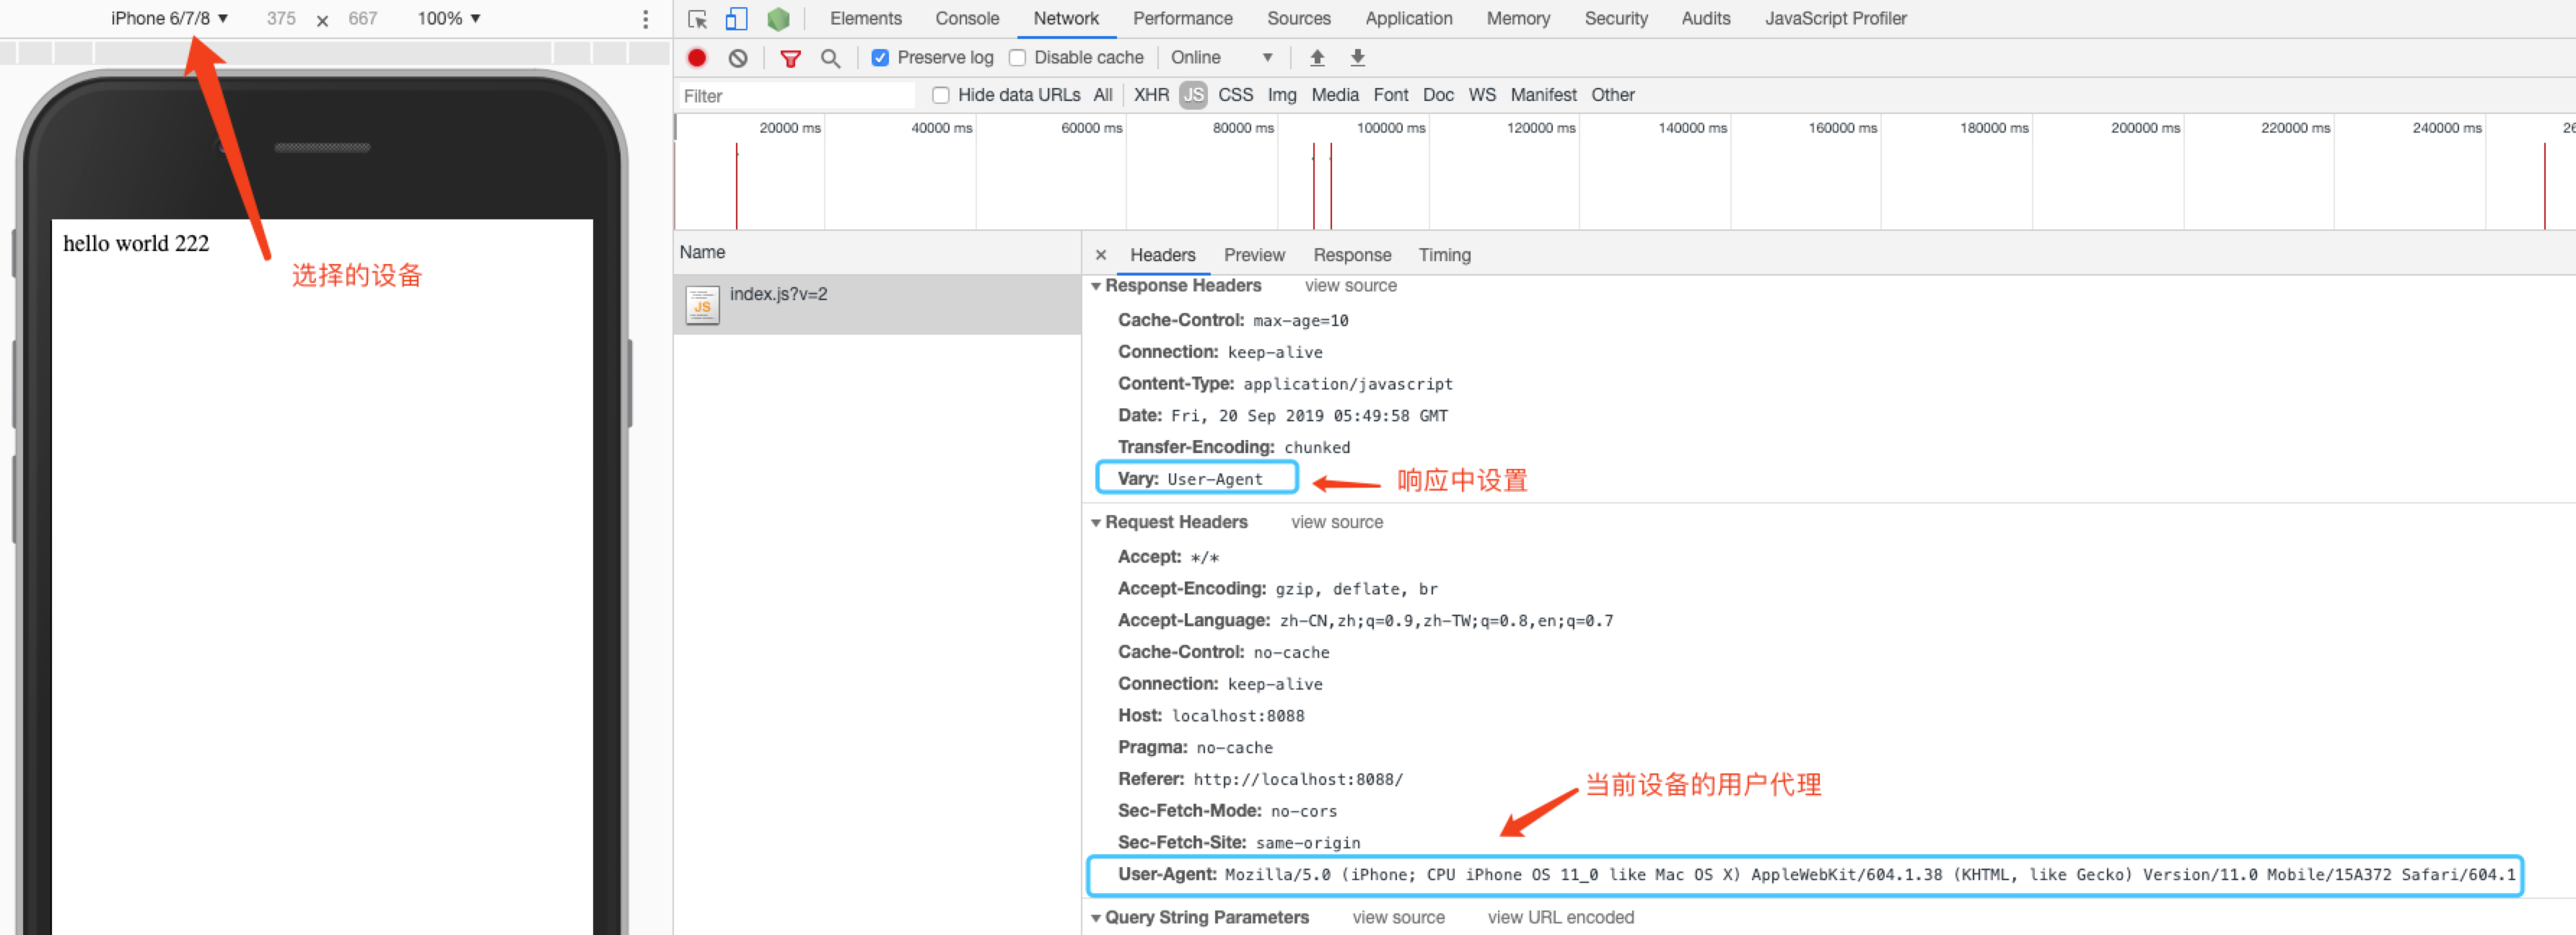 iPhone 6/7/8 ▼ 375 × 667 100% ▼
Elements Console Network Performance Sources Application Memory Security Audits JavaScript Profiler
Preserve log Disable cache Online ▼
Filter Hide data URLs All XHR JS CSS Img Media Font Doc WS Manifest Other
20000 ms 40000 ms 60000 ms 80000 ms 100000 ms 120000 ms 140000 ms 160000 ms 180000 ms 200000 ms 220000 ms 240000 ms 26
hello world 222
选择的设备
Name
JS index.js?v=2
× Headers Preview Response Timing
▼ Response Headers view source
Cache-Control: max-age=10
Connection: keep-alive
Content-Type: application/javascript
Date: Fri, 20 Sep 2019 05:49:58 GMT
Transfer-Encoding: chunked
Vary: User-Agent 响应中设置
▼ Request Headers view source
Accept: */*
Accept-Encoding: gzip, deflate, br
Accept-Language: zh-CN,zh;q=0.9,zh-TW;q=0.8,en;q=0.7
Cache-Control: no-cache
Connection: keep-alive
Host: localhost:8088
Pragma: no-cache
Referer: http://localhost:8088/
当前设备的用户代理
Sec-Fetch-Mode: no-cors
Sec-Fetch-Site: same-origin
User-Agent: Mozilla/5.0 (iPhone; CPU iPhone OS 11_0 like Mac OS X) AppleWebKit/604.1.38 (KHTML, like Gecko) Version/11.0 Mobile/15A372 Safari/604.1
▼ Query String Parameters view source view URL encoded